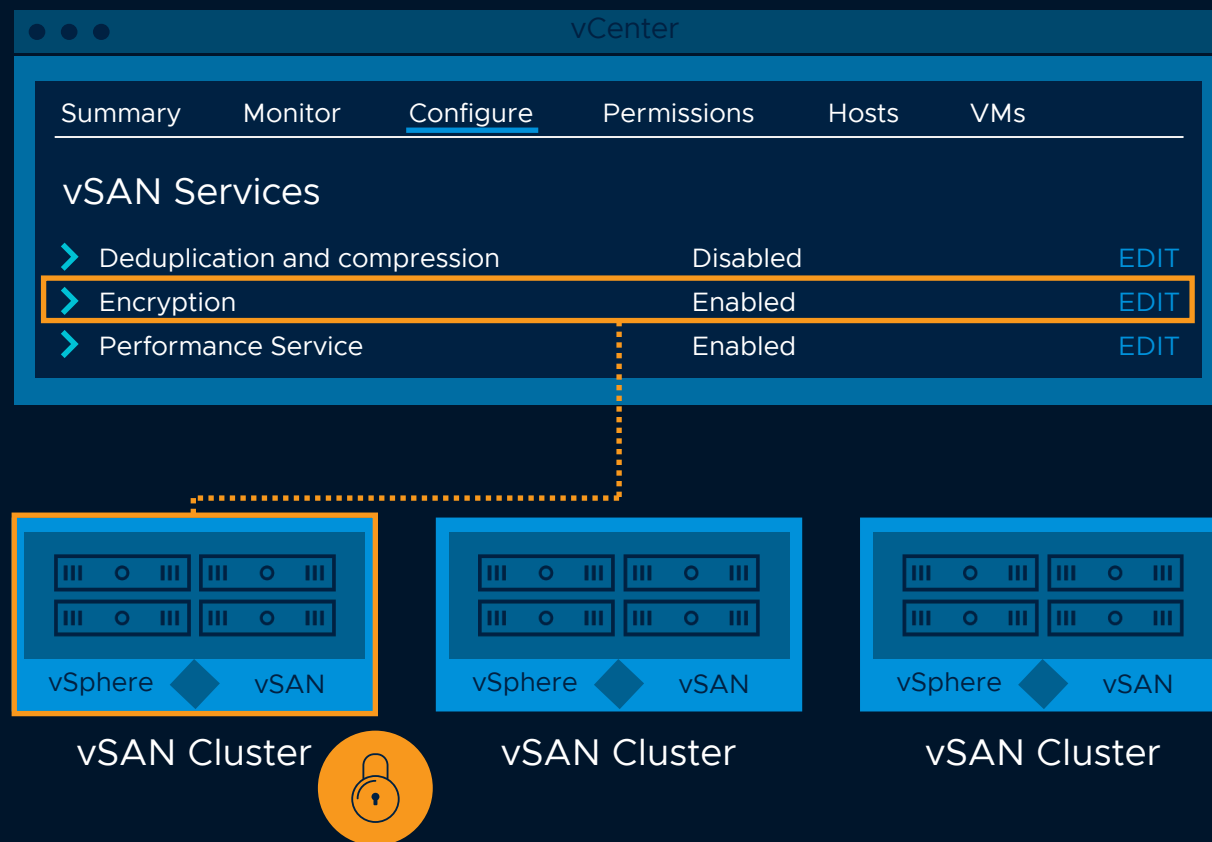 vCenter
Summary Monitor Configure Permissions Hosts VMs
vSAN Services
Deduplication and compression Disabled EDIT
Encryption Enabled EDIT
Performance Service Enabled EDIT
vSphere vSAN vSphere vSAN vSphere vSAN
vSAN Cluster vSAN Cluster vSAN Cluster